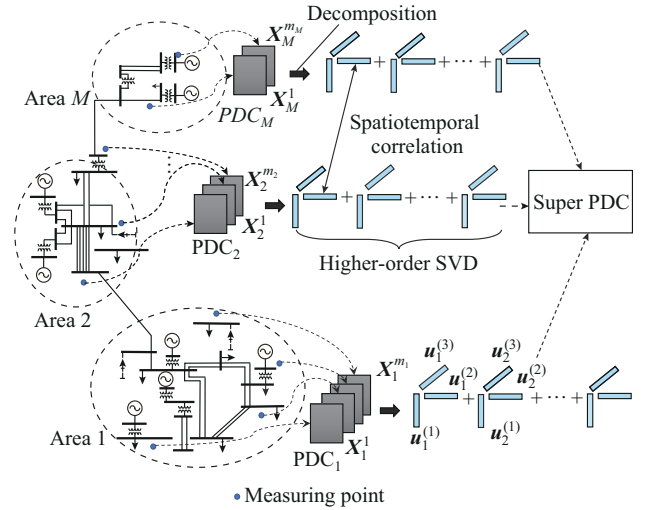 Decomposition
X_M^{m_M}
Area M
PDC_M
X_M^1
+ + ··· +
Spatiotemporal
correlation
X_2^{m_2}
X_2^1
PDC_2
+ + ··· +
Super PDC
Higher-order SVD
Area 2
X_1^{m_1}
u_1^{(3)} u_2^{(3)}
u_1^{(2)} u_2^{(2)}
+ + ··· +
u_1^{(1)} u_2^{(1)}
Area 1
PDC_1
X_1^1
Measuring point